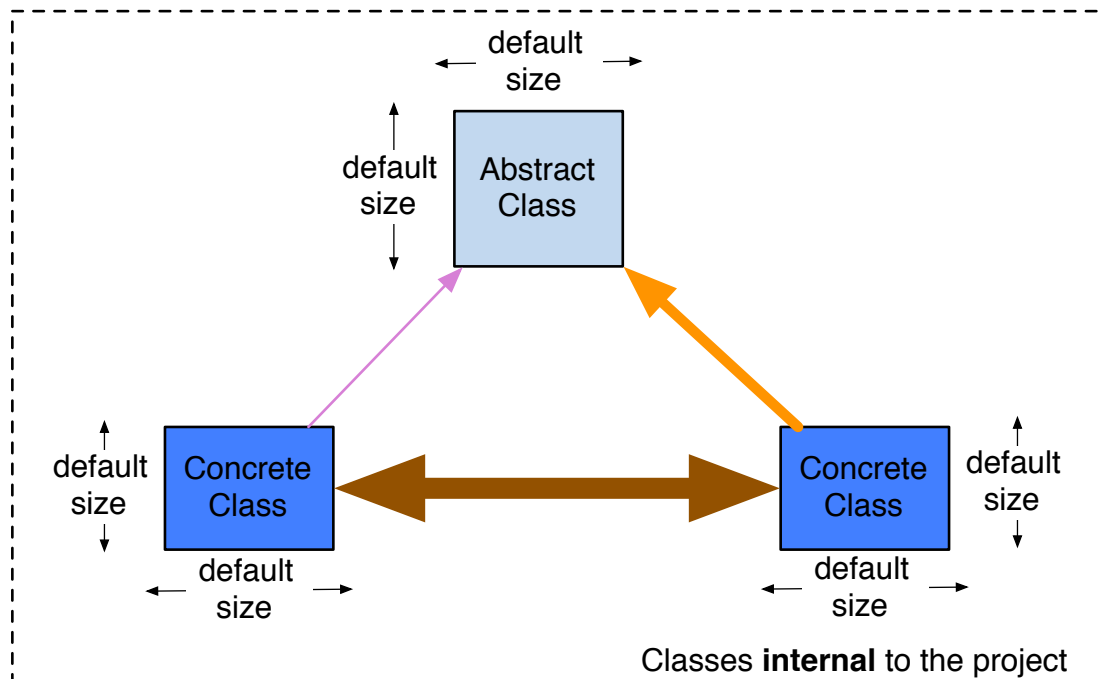 default
size
default
size
Abstract
Class
default
size
Concrete
Class
Concrete
Class
default
size
default
size
default
size
Classes internal to the project